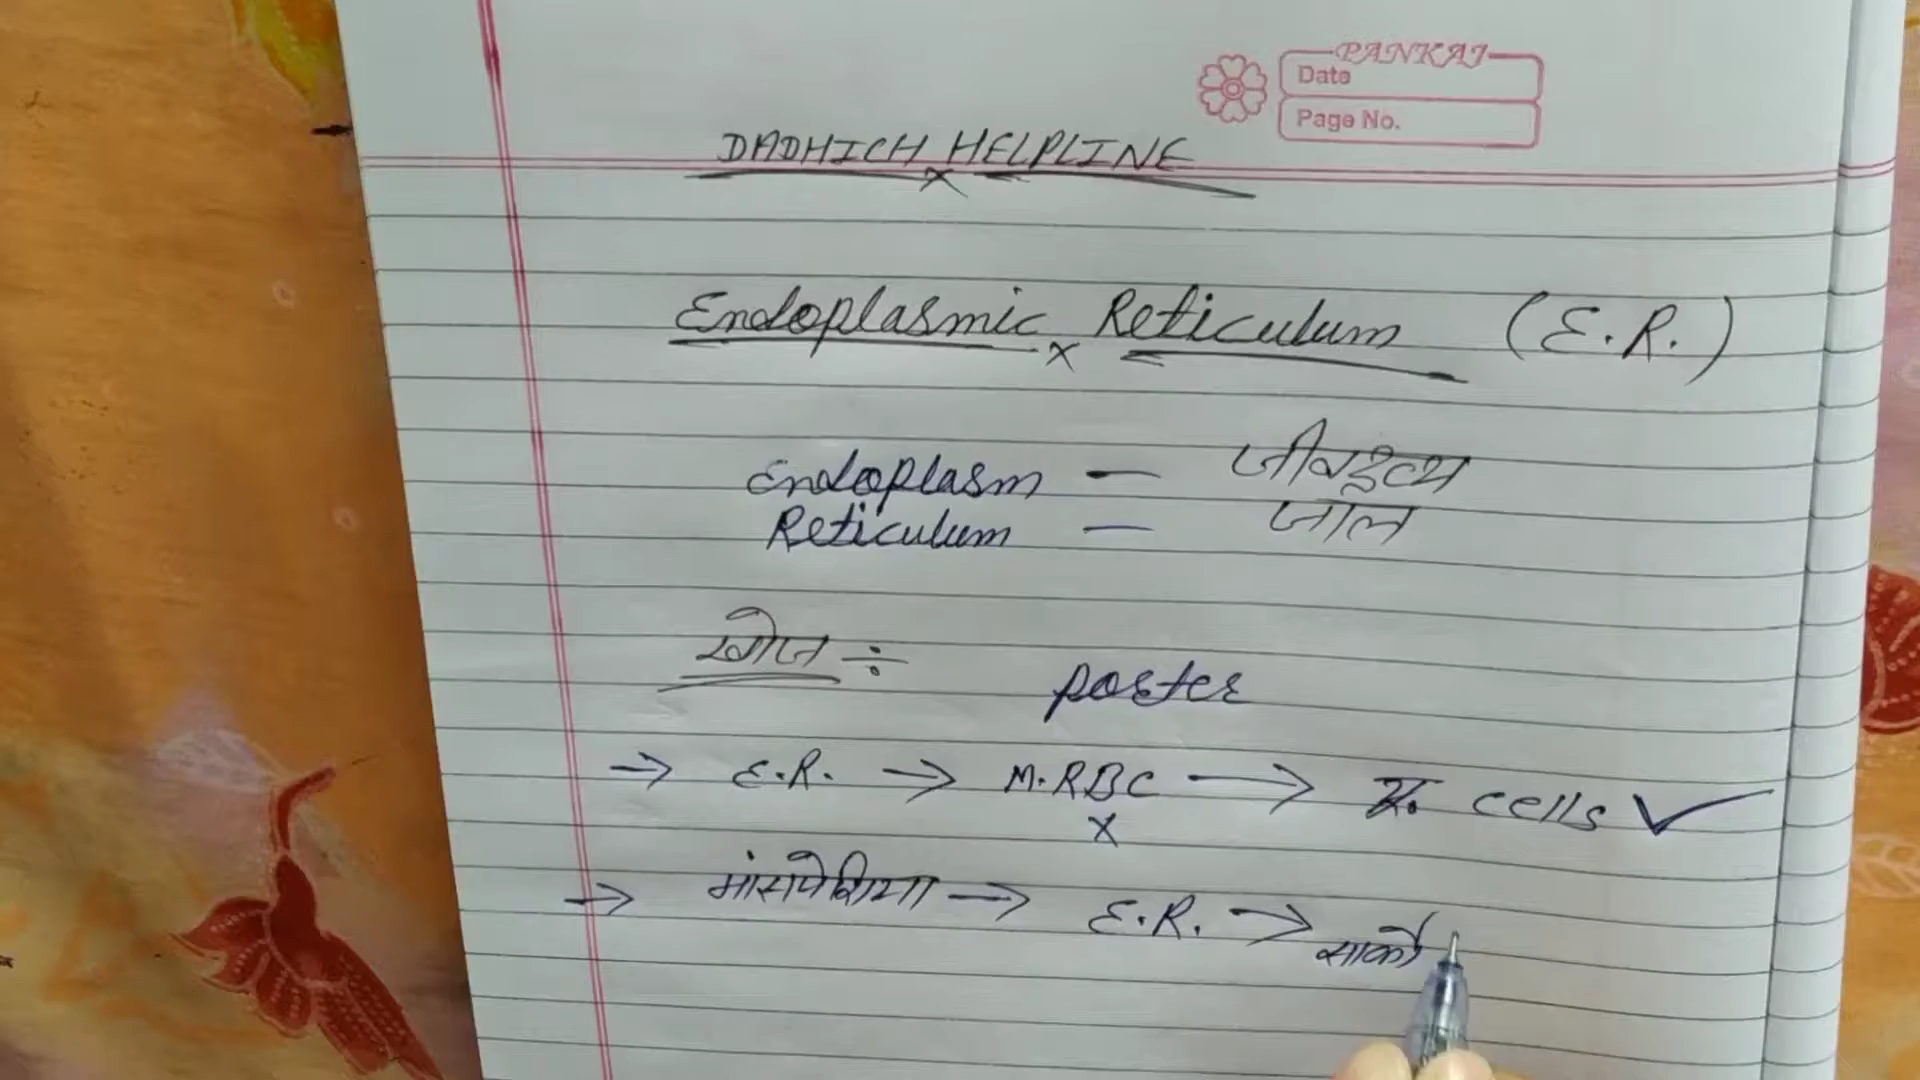 PANKAJ
Date
Page No.
DADHICH HELPLINE
Endoplasmic Reticulum (E.R.)
Endoplasm — जीवद्रव्य
Reticulum — जाल
खोज ÷ porter
→ E.R. → M.RBC → य. cells ✓
x
→ मांसपेशिया → E.R. → सार्को